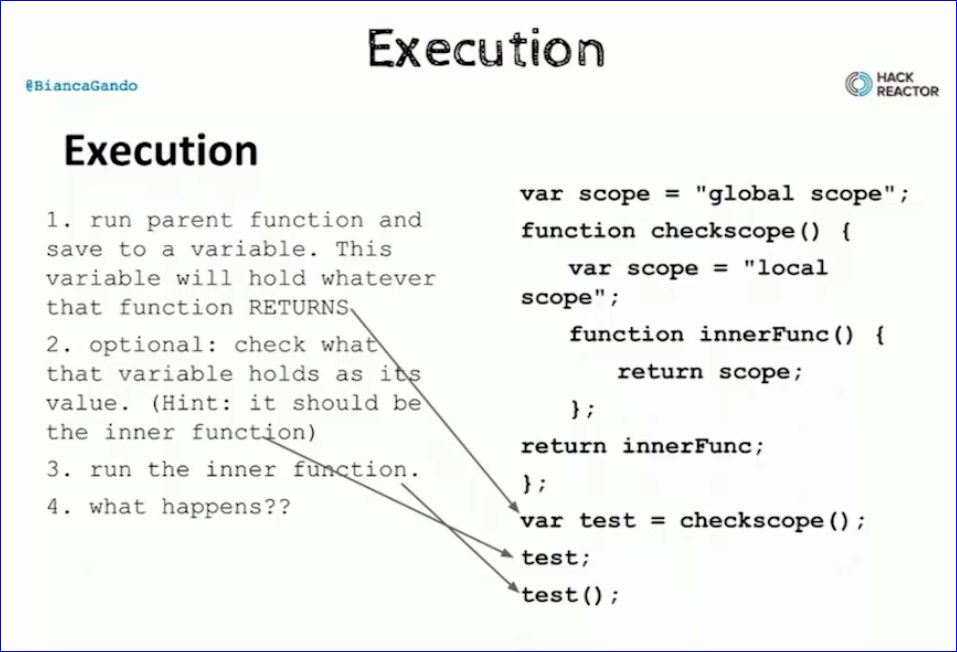 Execution
@BiancaGando
HACK
REACTOR
Execution
1. run parent function and
save to a variable. This
variable will hold whatever
that function RETURNS.
2. optional: check what
that variable holds as its
value. (Hint: it should be
the inner function)
3. run the inner function.
4. what happens??
var scope = "global scope";
function checkscope() {
var scope = "local
scope";
function innerFunc() {
return scope;
};
return innerFunc;
};
var test = checkscope();
test;
test();